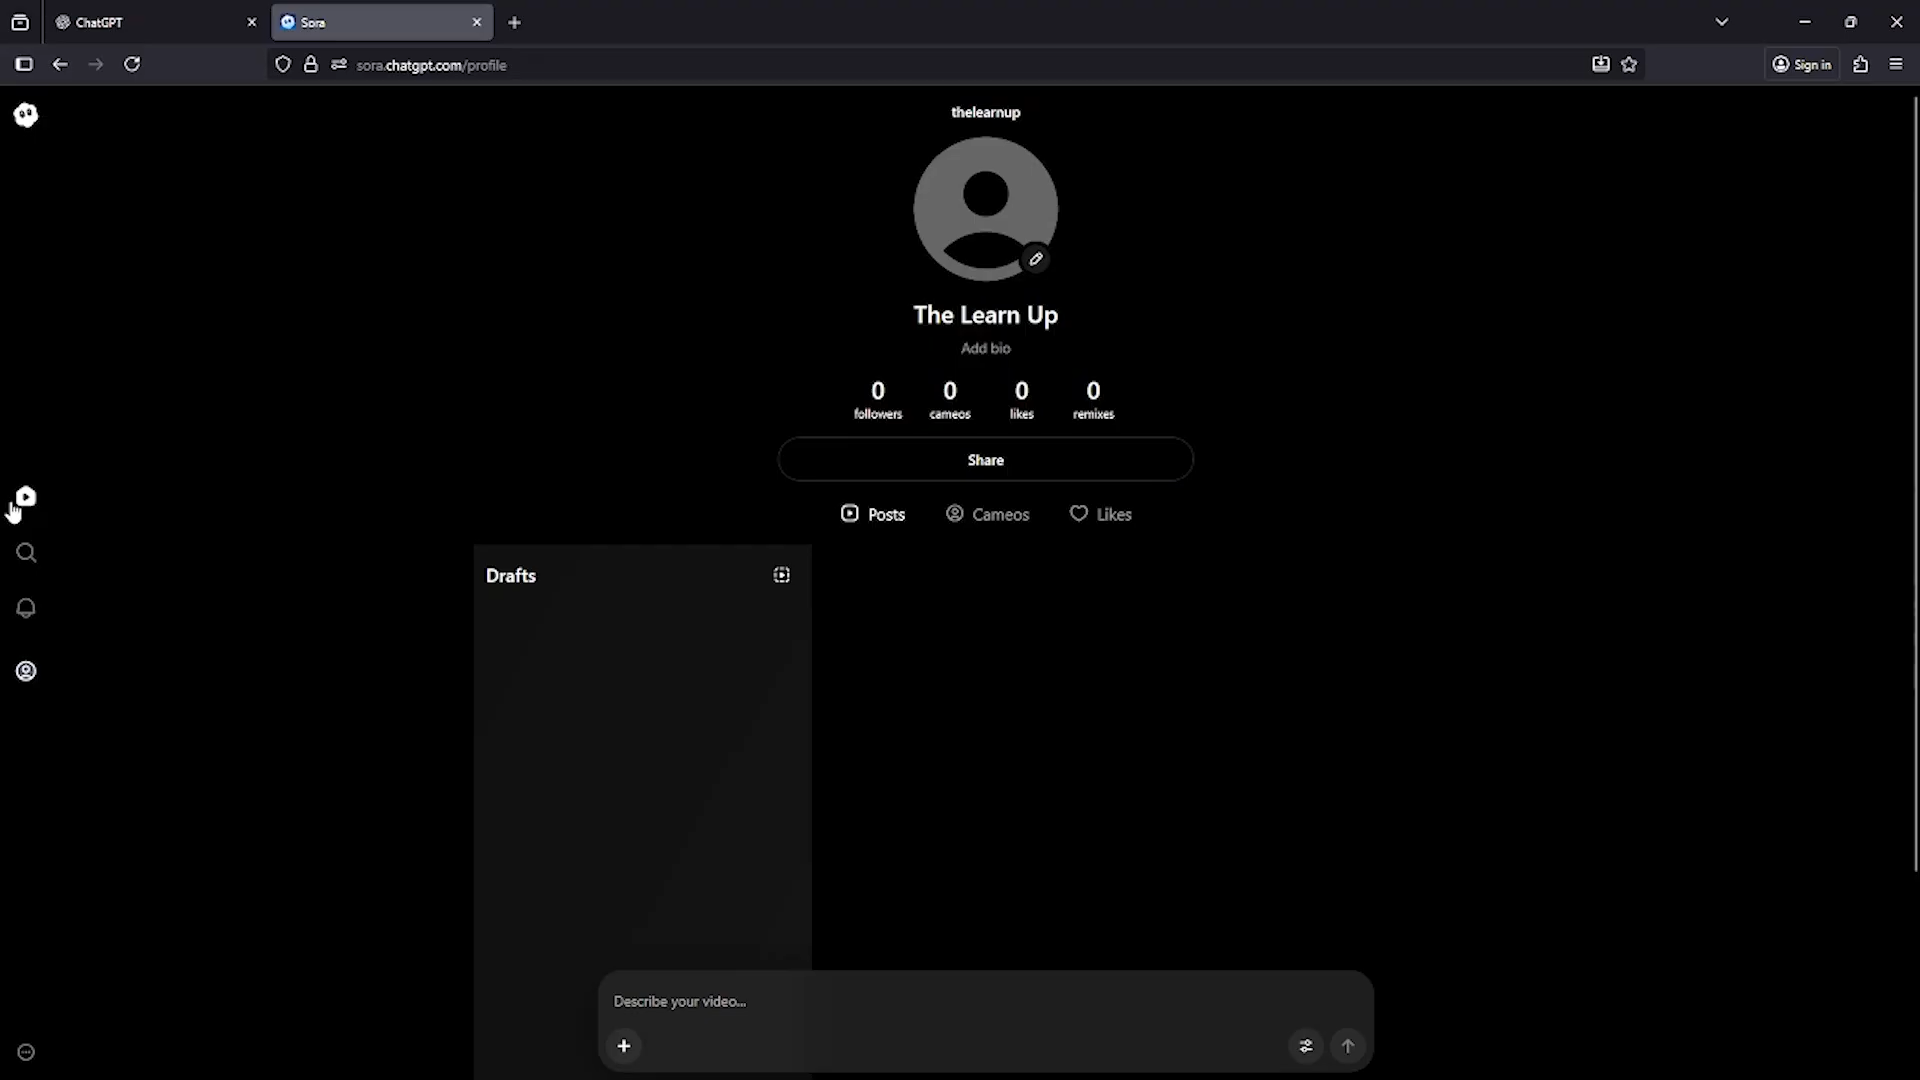 ChatGPT
Sora
sora.chatgpt.com/profile
Sign in
thelearnup
The Learn Up
Add bio
0 0 0 0
followers cameos likes remixes
Share
Posts Cameos Likes
Drafts
Describe your video...